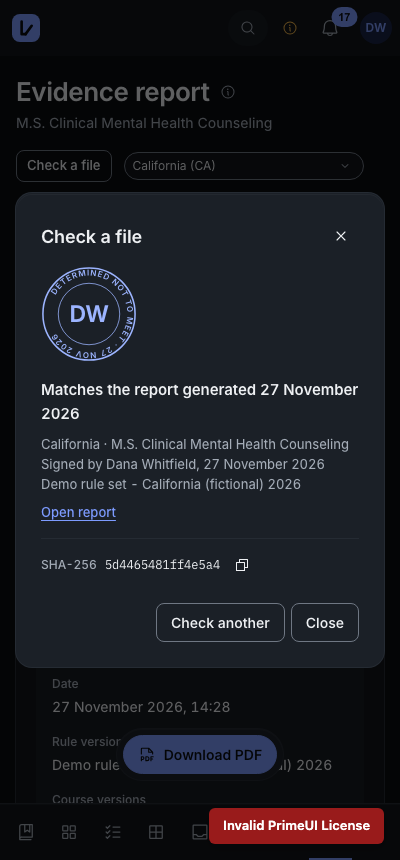 17
DW
Evidence report
M.S. Clinical Mental Health Counseling
Check a file
California (CA)
Check a file
DETERMINED NOT TO MEET · 27 NOV 2026
DW
Matches the report generated 27 November
2026
California · M.S. Clinical Mental Health Counseling
Signed by Dana Whitfield, 27 November 2026
Demo rule set - California (fictional) 2026
Open report
SHA-256 5d4465481ff4e5a4
Check another
Close
Date
27 November 2026, 14:28
Rule version
Demo rule
al) 2026
PDF
Download PDF
Course versions
Invalid PrimeUI License